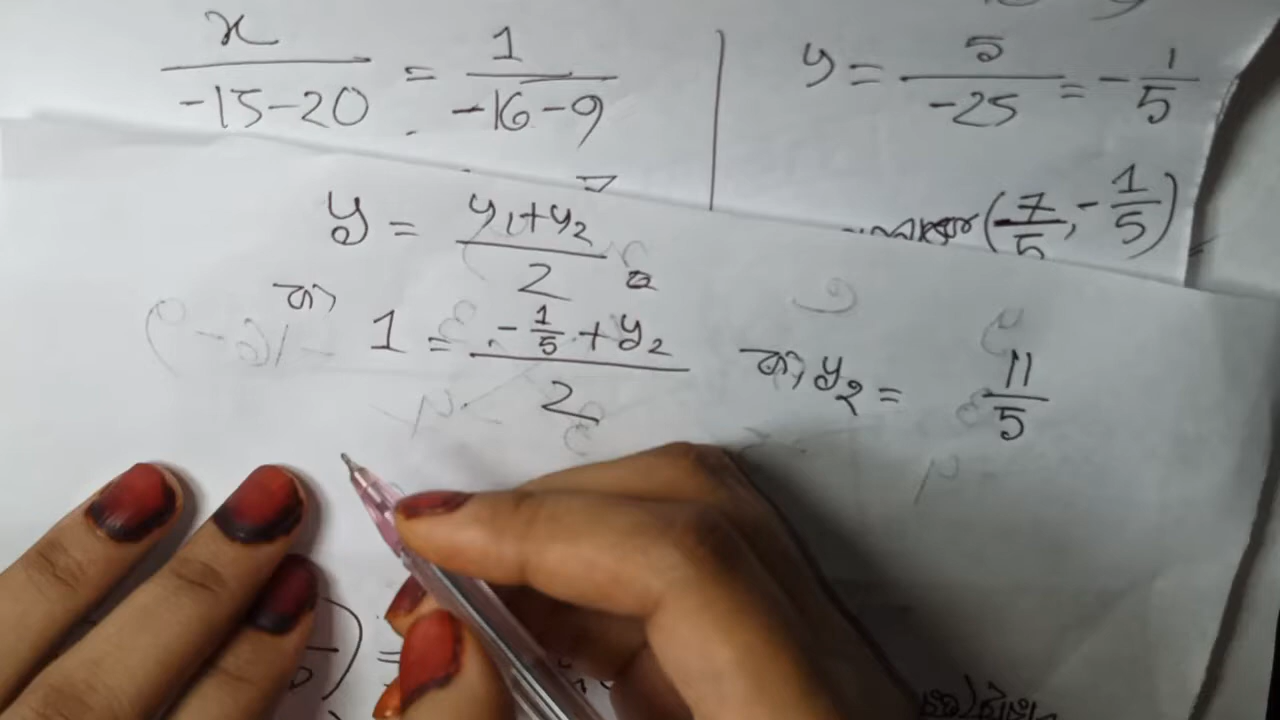 x/(-15-20) = 1/(-16-9)
y = 5/(-25) = -1/5
(7/5, -1/5)
y = (y₁+y₂)/2
বা, 1 = (-1/5 + y₂)/2 বা, y₂ = 11/5